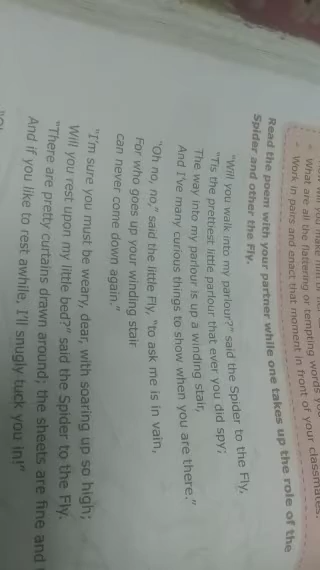 you make
What are all the flattering or tempting words you
Work in pairs and enact that moment in front of your classmates.
Read the poem with your partner while one takes up the role of the
Spider and other the Fly.
"Will you walk into my parlour?" said the Spider to the Fly,
"Tis the prettiest little parlour that ever you did spy;
The way into my parlour is up a winding stair,
And I've many curious things to show when you are there."
"Oh no, no," said the little Fly, "to ask me is in vain,
For who goes up your winding stair
can never come down again."
"I'm sure you must be weary, dear, with soaring up so high;
Will you rest upon my little bed?" said the Spider to the Fly.
"There are pretty curtains drawn around; the sheets are fine and
And if you like to rest awhile, I'll snugly tuck you in!"